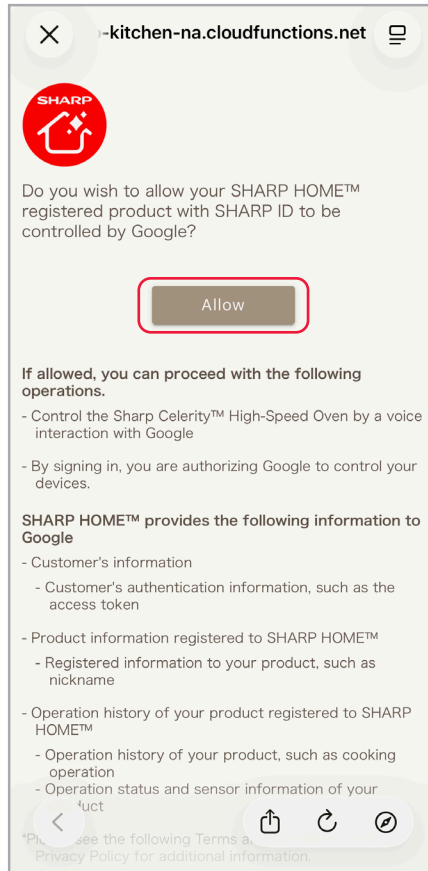 -kitchen-na.cloudfunctions.net
SHARP
Do you wish to allow your SHARP HOME™
registered product with SHARP ID to be
controlled by Google?
Allow
If allowed, you can proceed with the following
operations.
- Control the Sharp Celerity™ High-Speed Oven by a voice
interaction with Google
- By signing in, you are authorizing Google to control your
devices.
SHARP HOME™ provides the following information to
Google
- Customer's information
- Customer's authentication information, such as the
access token
- Product information registered to SHARP HOME™
- Registered information to your product, such as
nickname
- Operation history of your product registered to SHARP
HOME™
- Operation history of your product, such as cooking
operation
- Operation status and sensor information of your
see the following Terms
Privacy Policy for additional information.